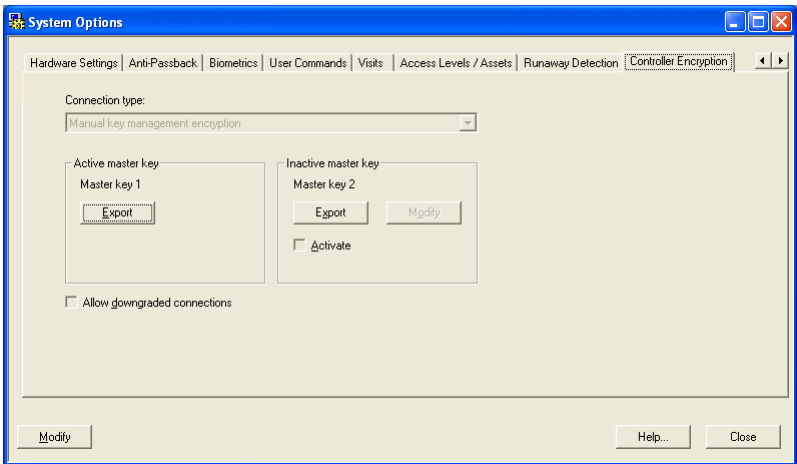 System Options
Hardware Settings Anti-Passback Biometrics User Commands Visits Access Levels / Assets Runaway Detection Controller Encryption
Connection type:
Manual key management encryption
Active master key Inactive master key
Master key 1 Master key 2
Export Export Modify
Activate
Allow downgraded connections
Modify Help... Close